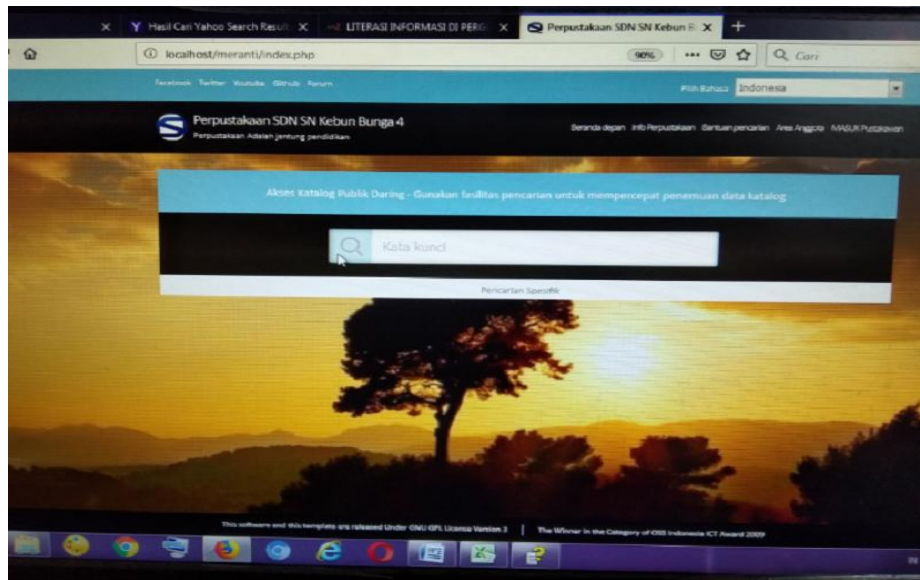 Hasil Cari Yahoo Search Result
LITERASI INFORMASI DI PERG
Perpustakaan SDN SN Kebun B
localhost/meranti/index.php
90%
Cari
Facebook Twitter Youtube Github Forum
Pilih Bahasa Indonesia
Perpustakaan SDN SN Kebun Bunga 4
Perpustakaan Adalah jantung pendidikan
Beranda depan Info Perpustakaan Bantuan pencarian Area Anggota MASUK Pustakawan
Akses Katalog Publik Daring - Gunakan fasilitas pencarian untuk mempercepat penemuan data katalog
Kata kunci
Pencarian Spesifik
This software and this template are released Under GNU GPL License Version 3
The Winner in the Category of OSS Indonesia ICT Award 2009